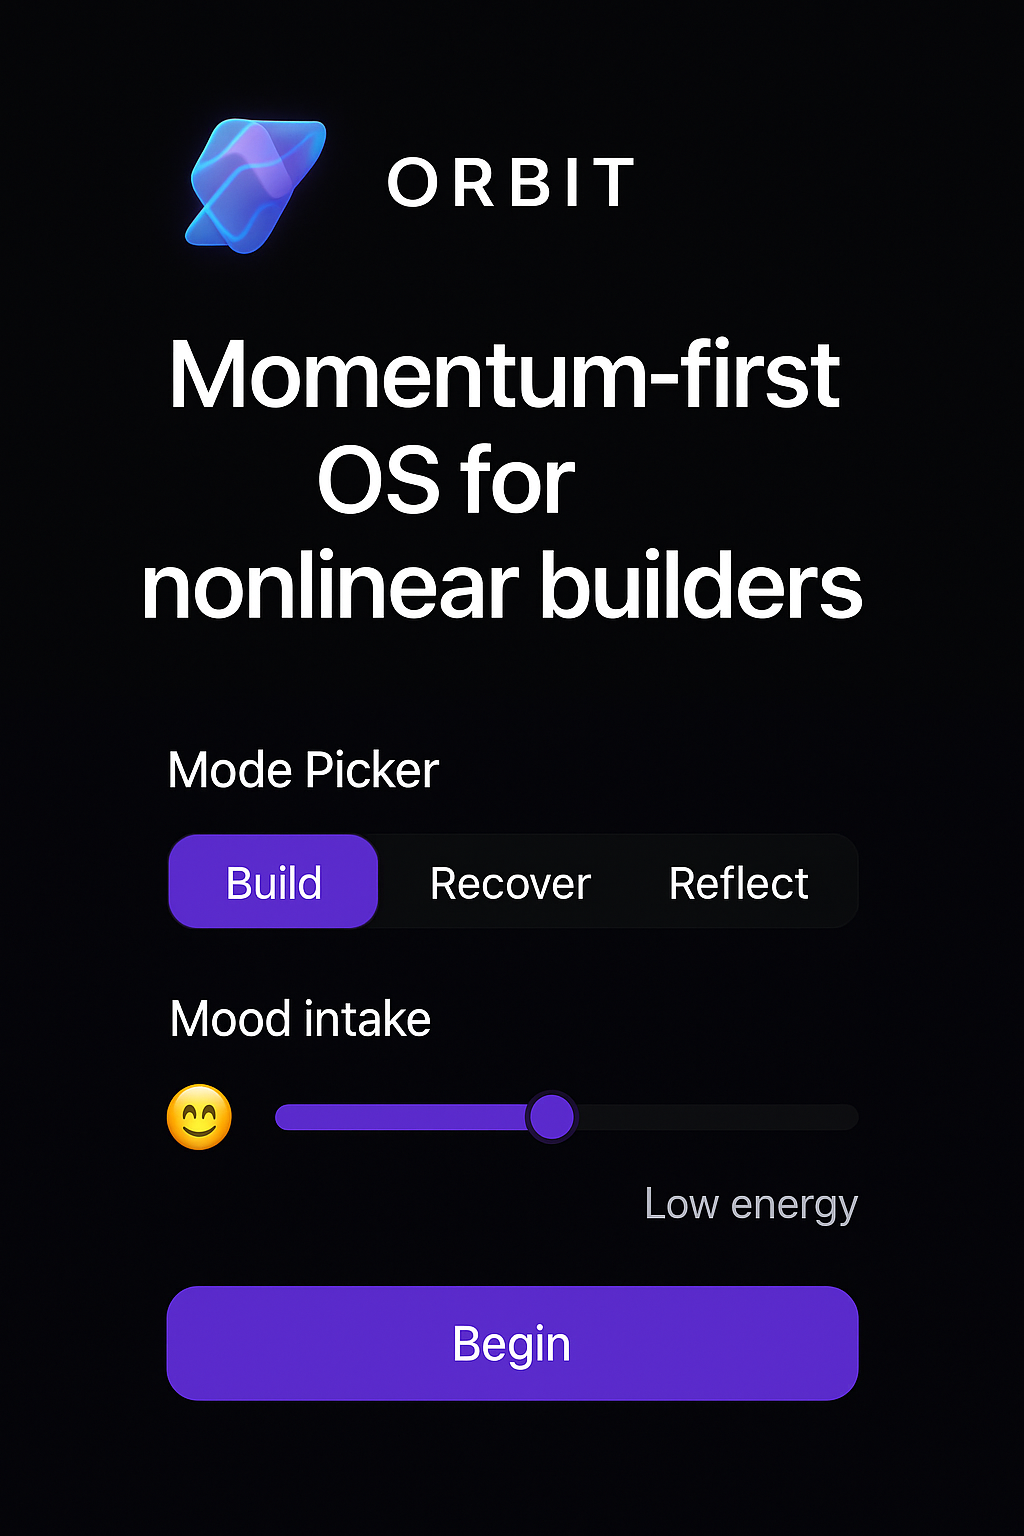 ORBIT
Momentum-first
OS for
nonlinear builders
Mode Picker
Build Recover Reflect
Mood intake
Low energy
Begin